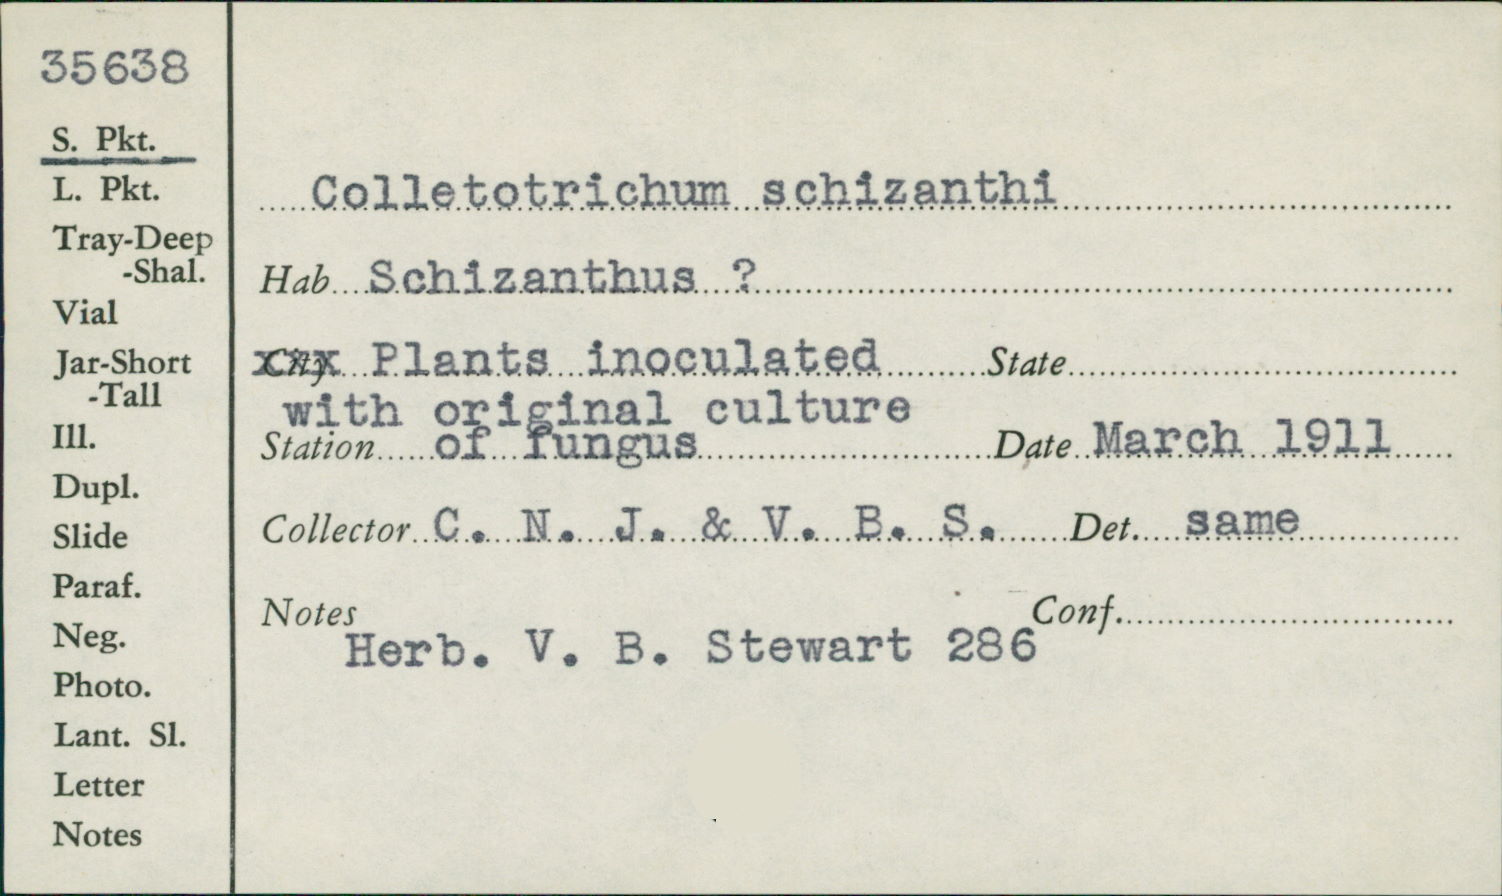 35638
S. Pkt.
L. Pkt.
Tray-Deep
-Shal.
Vial
Jar-Short
-Tall
Ill.
Dupl.
Slide
Paraf.
Neg.
Photo.
Lant. Sl.
Letter
Notes
Colletotrichum schizanthi
Hab Schizanthus ?
City Plants inoculated State
with original culture
Station of fungus Date March 1911
Collector C. N. J. & V. B. S. Det. same
Notes Conf.
Herb. V. B. Stewart 286